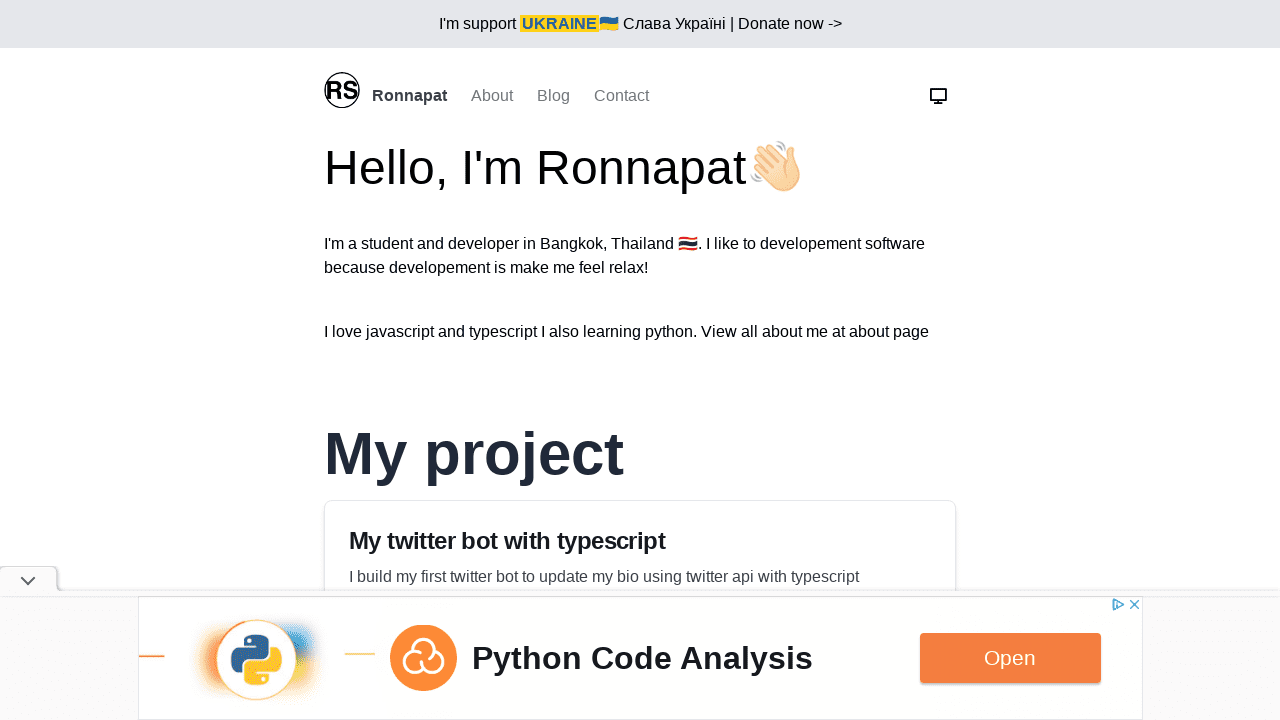 I'm support UKRAINE🇺🇦 Слава Україні | Donate now ->
RS Ronnapat About Blog Contact
Hello, I'm Ronnapat👋🏻
I'm a student and developer in Bangkok, Thailand 🇹🇭. I like to developement software
because developement is make me feel relax!
I love javascript and typescript I also learning python. View all about me at about page
My project
My twitter bot with typescript
I build my first twitter bot to update my bio using twitter api with typescript
Python Code Analysis
Open